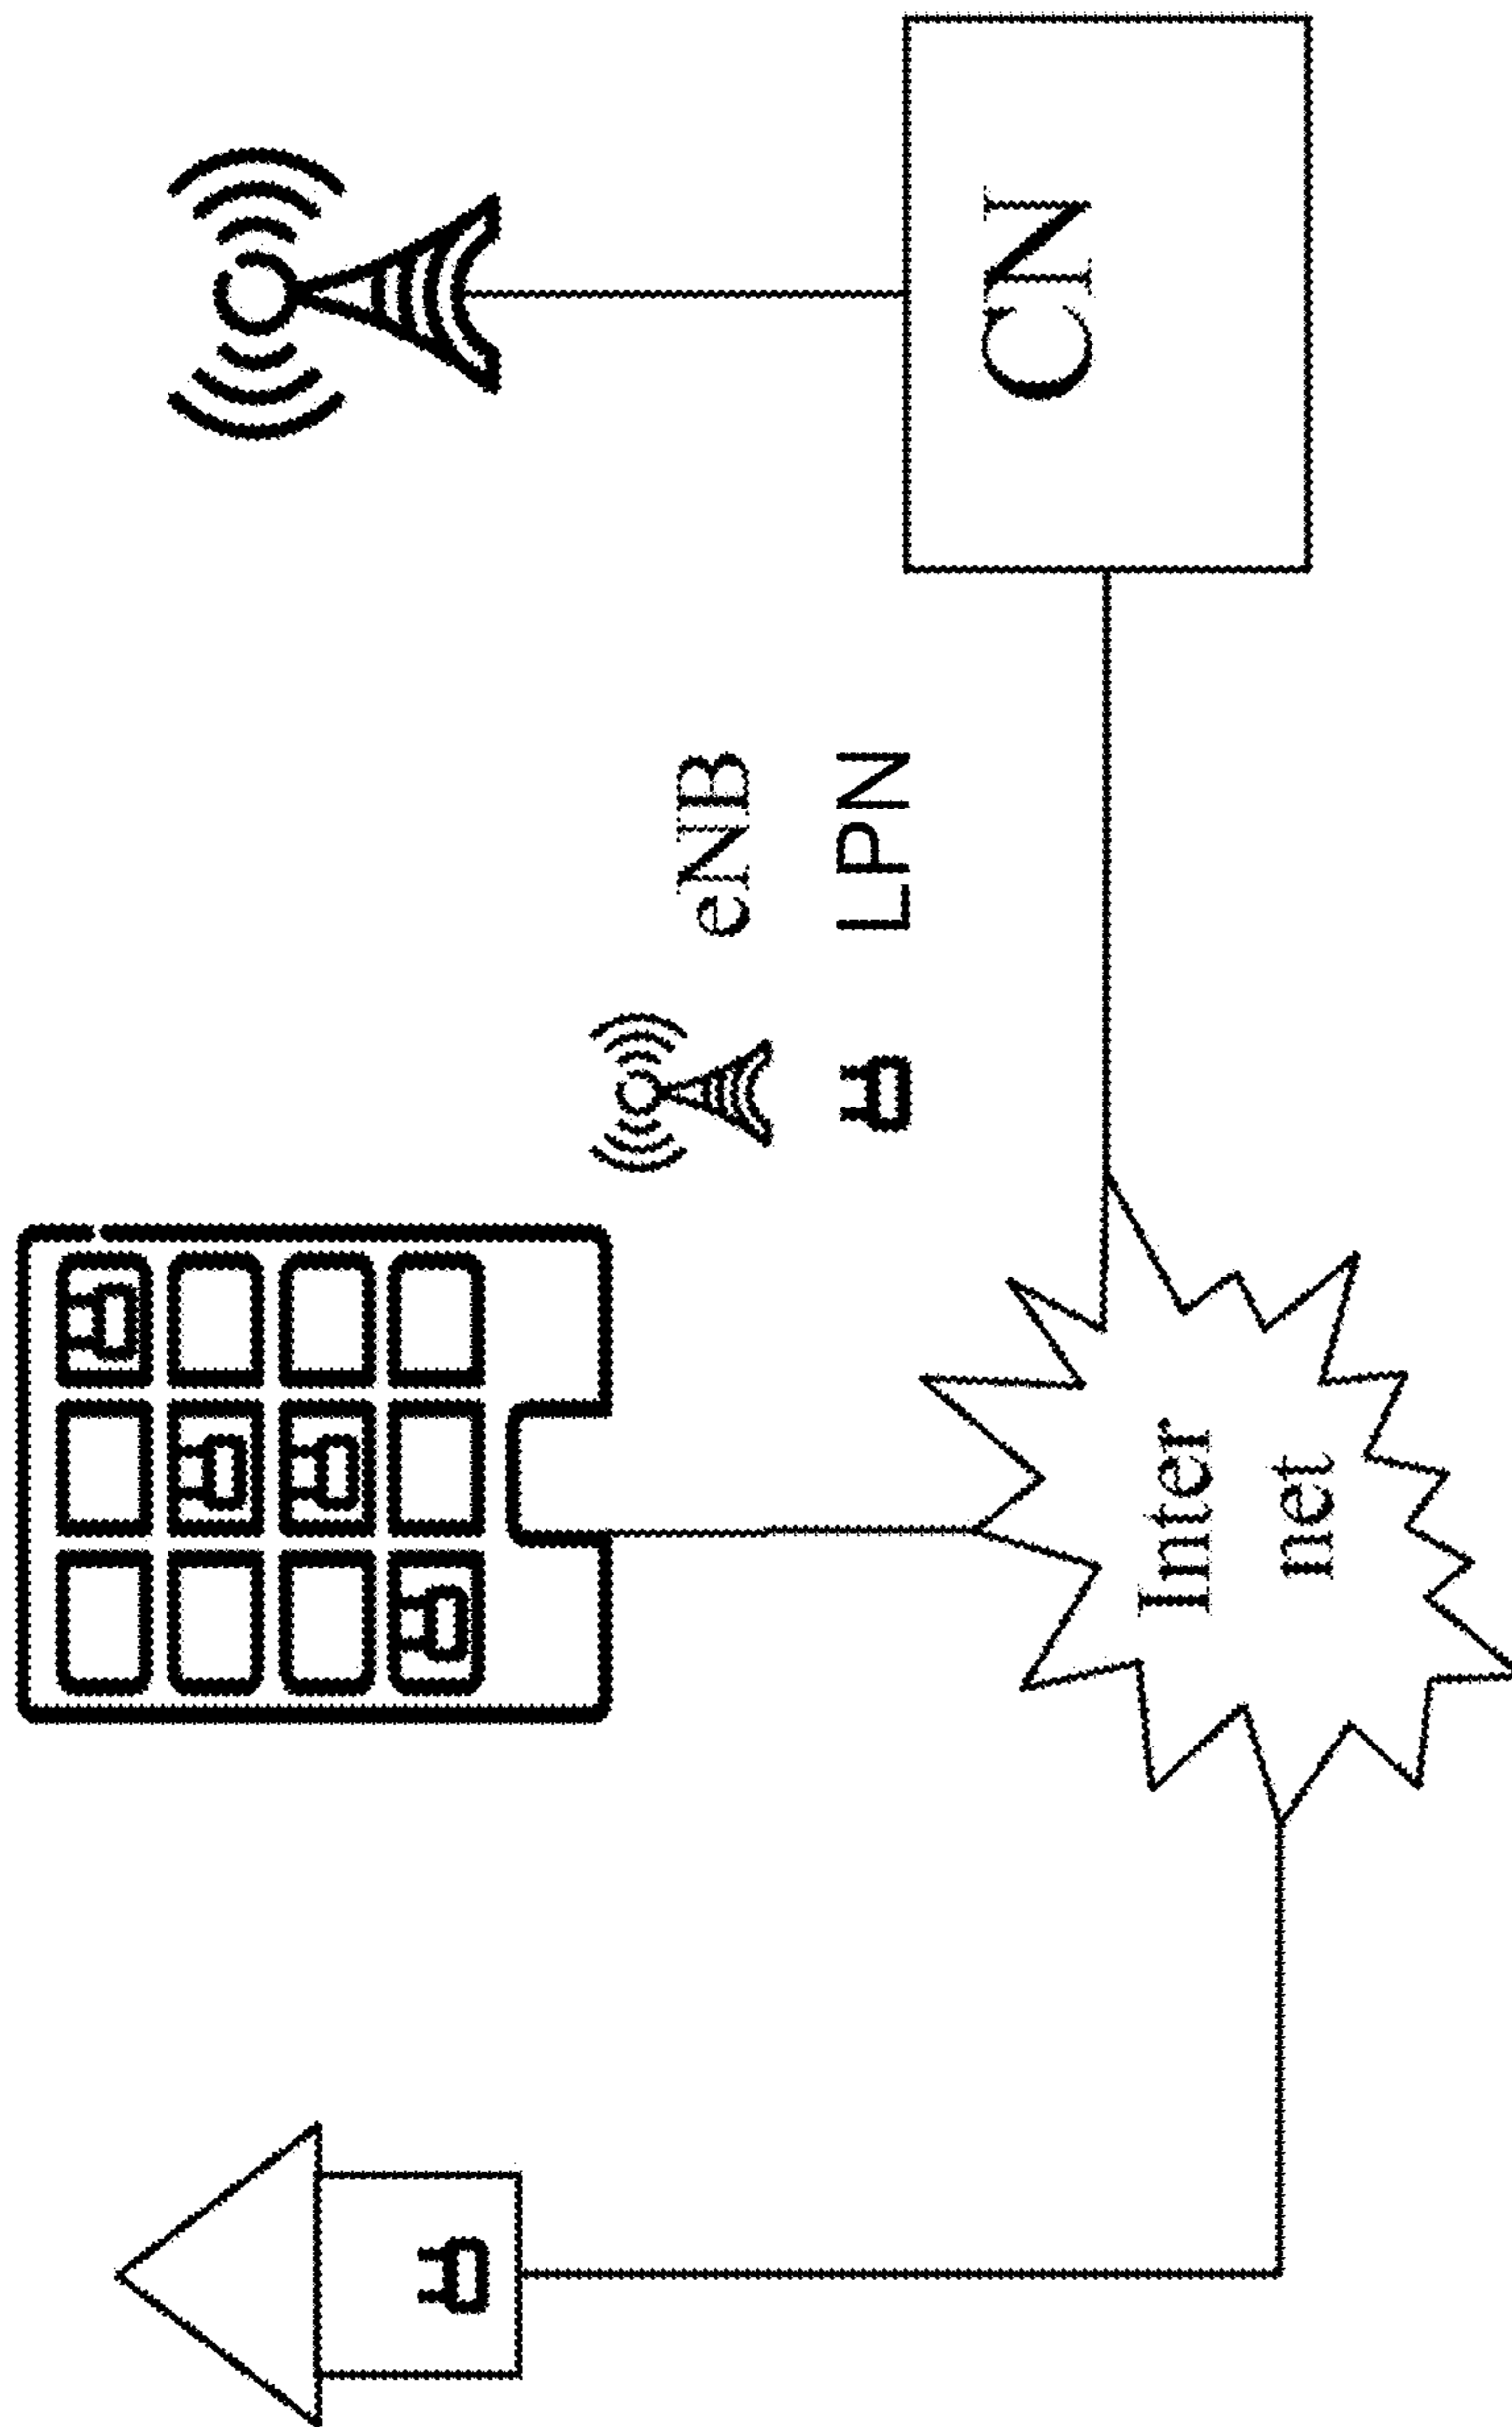 eNB
LPN
Inter
net
CN